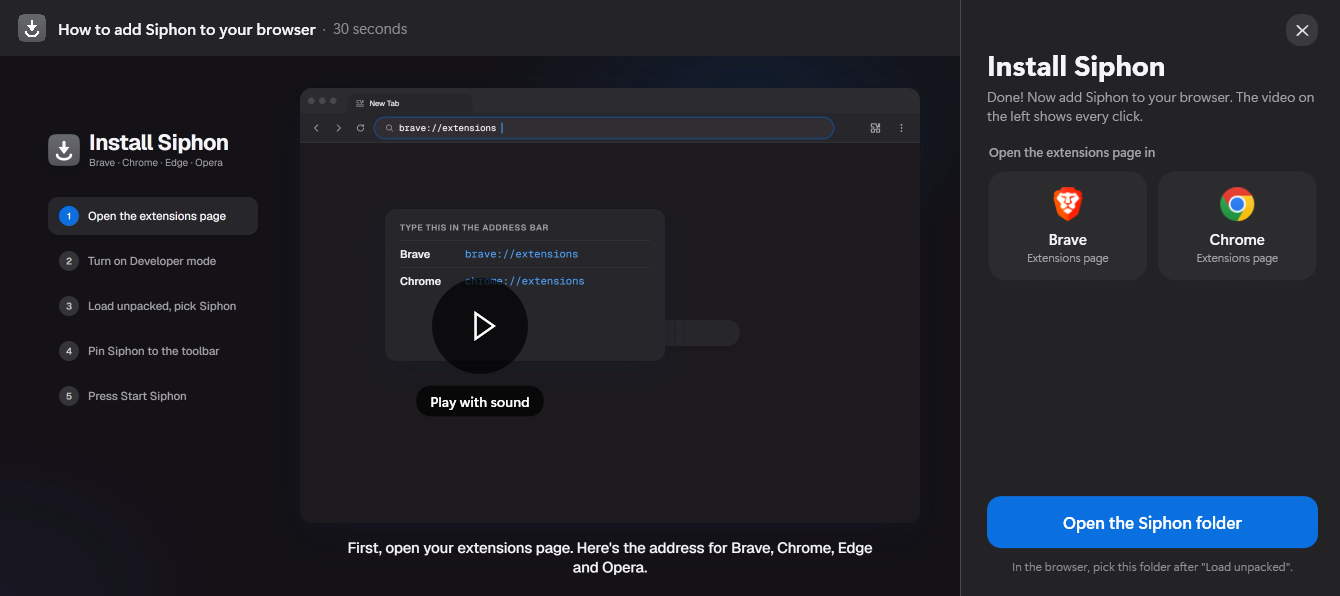 How to add Siphon to your browser · 30 seconds
Install Siphon
Brave · Chrome · Edge · Opera
1 Open the extensions page
2 Turn on Developer mode
3 Load unpacked, pick Siphon
4 Pin Siphon to the toolbar
5 Press Start Siphon
New Tab
brave://extensions
TYPE THIS IN THE ADDRESS BAR
Brave brave://extensions
Chrome chrome://extensions
Play with sound
First, open your extensions page. Here's the address for Brave, Chrome, Edge
and Opera.
Install Siphon
Done! Now add Siphon to your browser. The video on
the left shows every click.
Open the extensions page in
Brave
Extensions page
Chrome
Extensions page
Open the Siphon folder
In the browser, pick this folder after "Load unpacked".